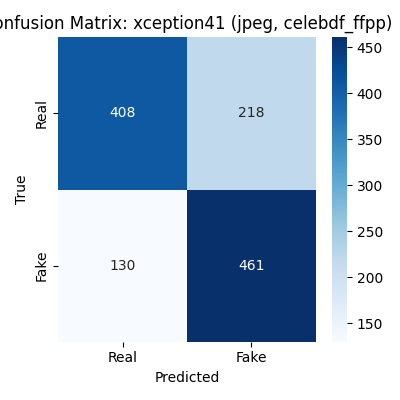 onfusion Matrix: xception41 (jpeg, celebdf_ffpp)
Real
408
218
True
Fake
130
461
Real
Fake
Predicted
450
400
350
300
250
200
150